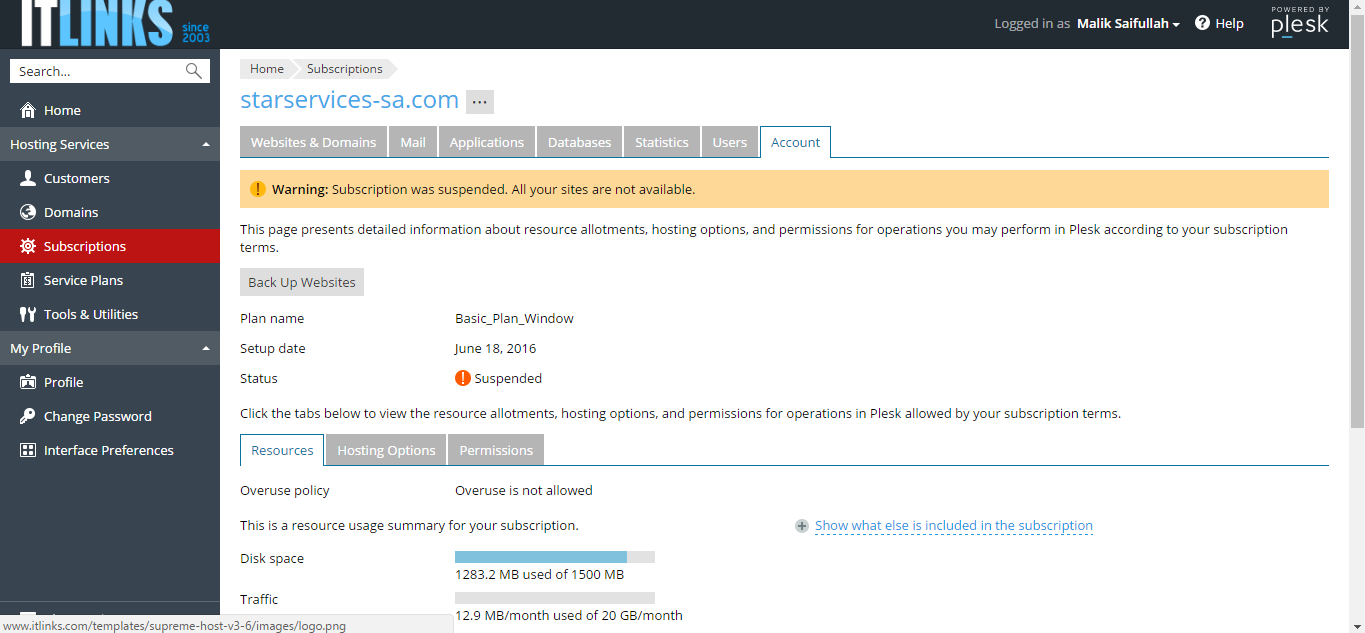 ITLINKS since 2003
Logged in as Malik Saifullah Help POWERED BY plesk
Search...
Home
Hosting Services
Customers
Domains
Subscriptions
Service Plans
Tools & Utilities
My Profile
Profile
Change Password
Interface Preferences
Home Subscriptions
starservices-sa.com ...
Websites & Domains Mail Applications Databases Statistics Users Account
Warning: Subscription was suspended. All your sites are not available.
This page presents detailed information about resource allotments, hosting options, and permissions for operations you may perform in Plesk according to your subscription
terms.
Back Up Websites
Plan name Basic_Plan_Window
Setup date June 18, 2016
Status Suspended
Click the tabs below to view the resource allotments, hosting options, and permissions for operations in Plesk allowed by your subscription terms.
Resources Hosting Options Permissions
Overuse policy Overuse is not allowed
This is a resource usage summary for your subscription. Show what else is included in the subscription
Disk space
1283.2 MB used of 1500 MB
Traffic
12.9 MB/month used of 20 GB/month
www.itlinks.com/templates/supreme-host-v3-6/images/logo.png